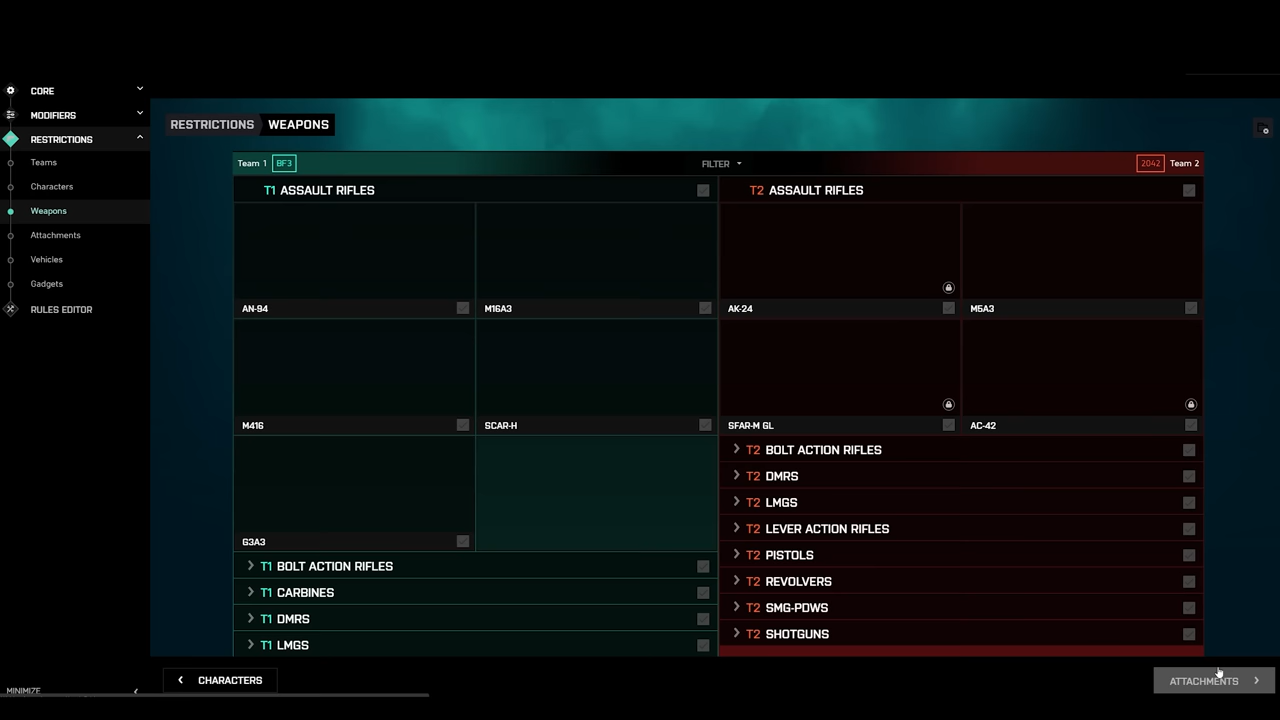 CORE
MODIFIERS
RESTRICTIONS
Teams
Characters
Weapons
Attachments
Vehicles
Gadgets
RULES EDITOR
MINIMIZE
RESTRICTIONS WEAPONS
Team 1 BF3
FILTER
2042 Team 2
T1 ASSAULT RIFLES
AN-94
M16A3
M416
SCAR-H
G3A3
T1 BOLT ACTION RIFLES
T1 CARBINES
T1 DMRS
T1 LMGS
T2 ASSAULT RIFLES
AK-24
M5A3
SFAR-M GL
AC-42
T2 BOLT ACTION RIFLES
T2 DMRS
T2 LMGS
T2 LEVER ACTION RIFLES
T2 PISTOLS
T2 REVOLVERS
T2 SMG-PDWS
T2 SHOTGUNS
CHARACTERS
ATTACHMENTS